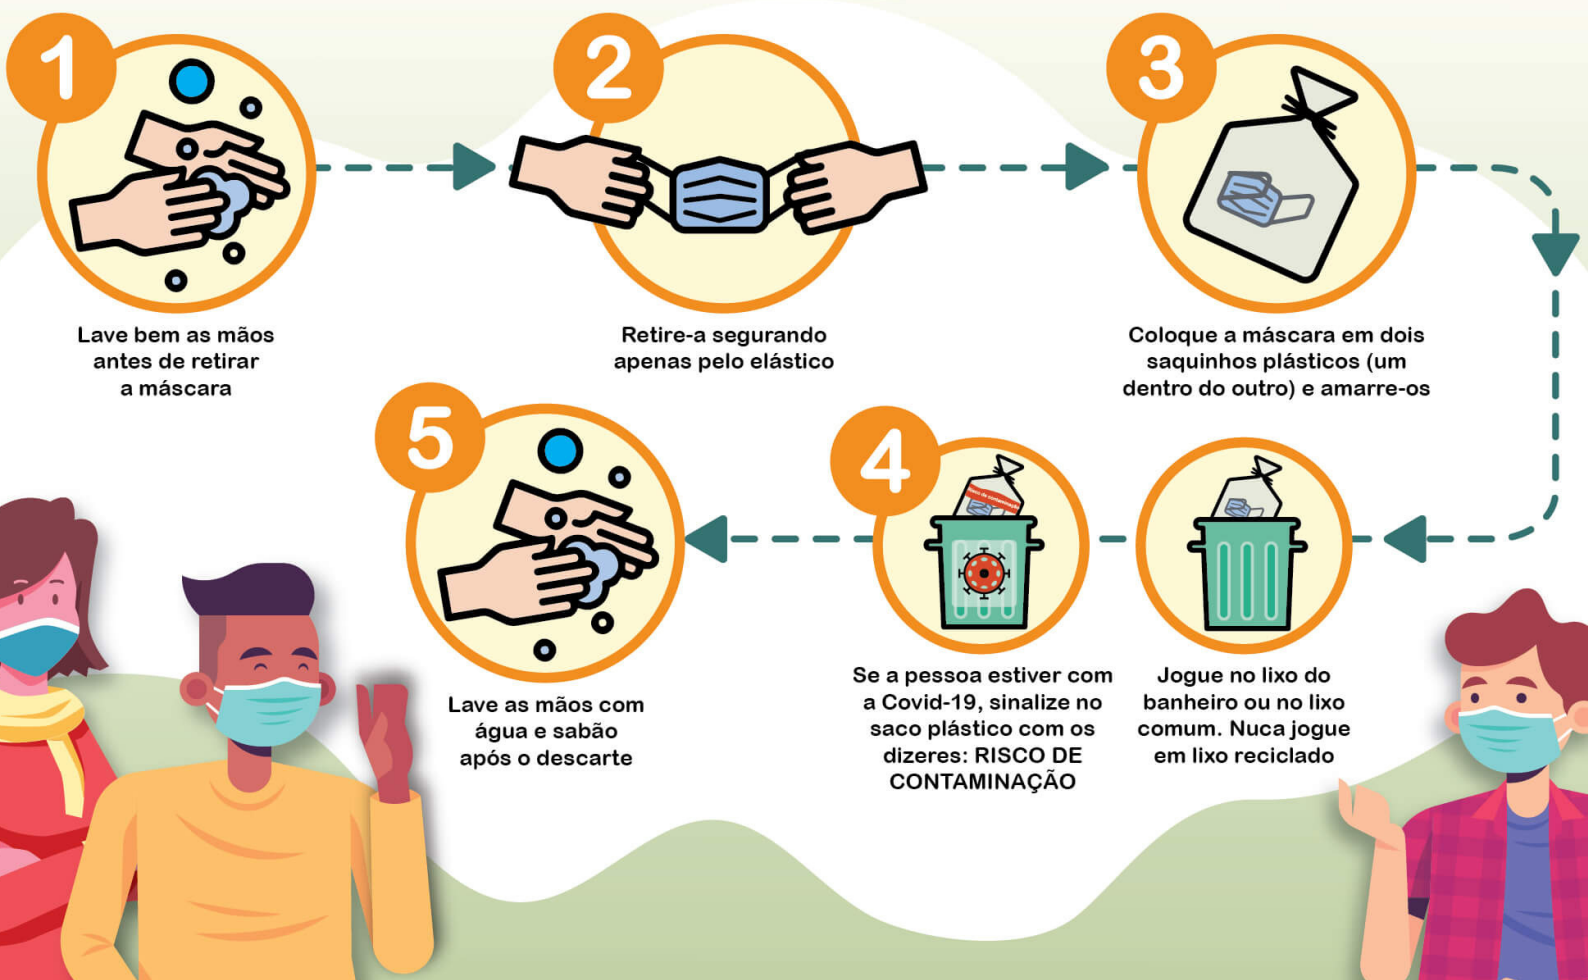 1
Lave bem as mãos
antes de retirar
a máscara
2
Retire-a segurando
apenas pelo elástico
3
Coloque a máscara em dois
saquinhos plásticos (um
dentro do outro) e amarre-os
Jogue no lixo do
banheiro ou no lixo
comum. Nuca jogue
em lixo reciclado
4
Risco de contaminação
Se a pessoa estiver com
a Covid-19, sinalize no
saco plástico com os
dizeres: RISCO DE
CONTAMINAÇÃO
5
Lave as mãos com
água e sabão
após o descarte